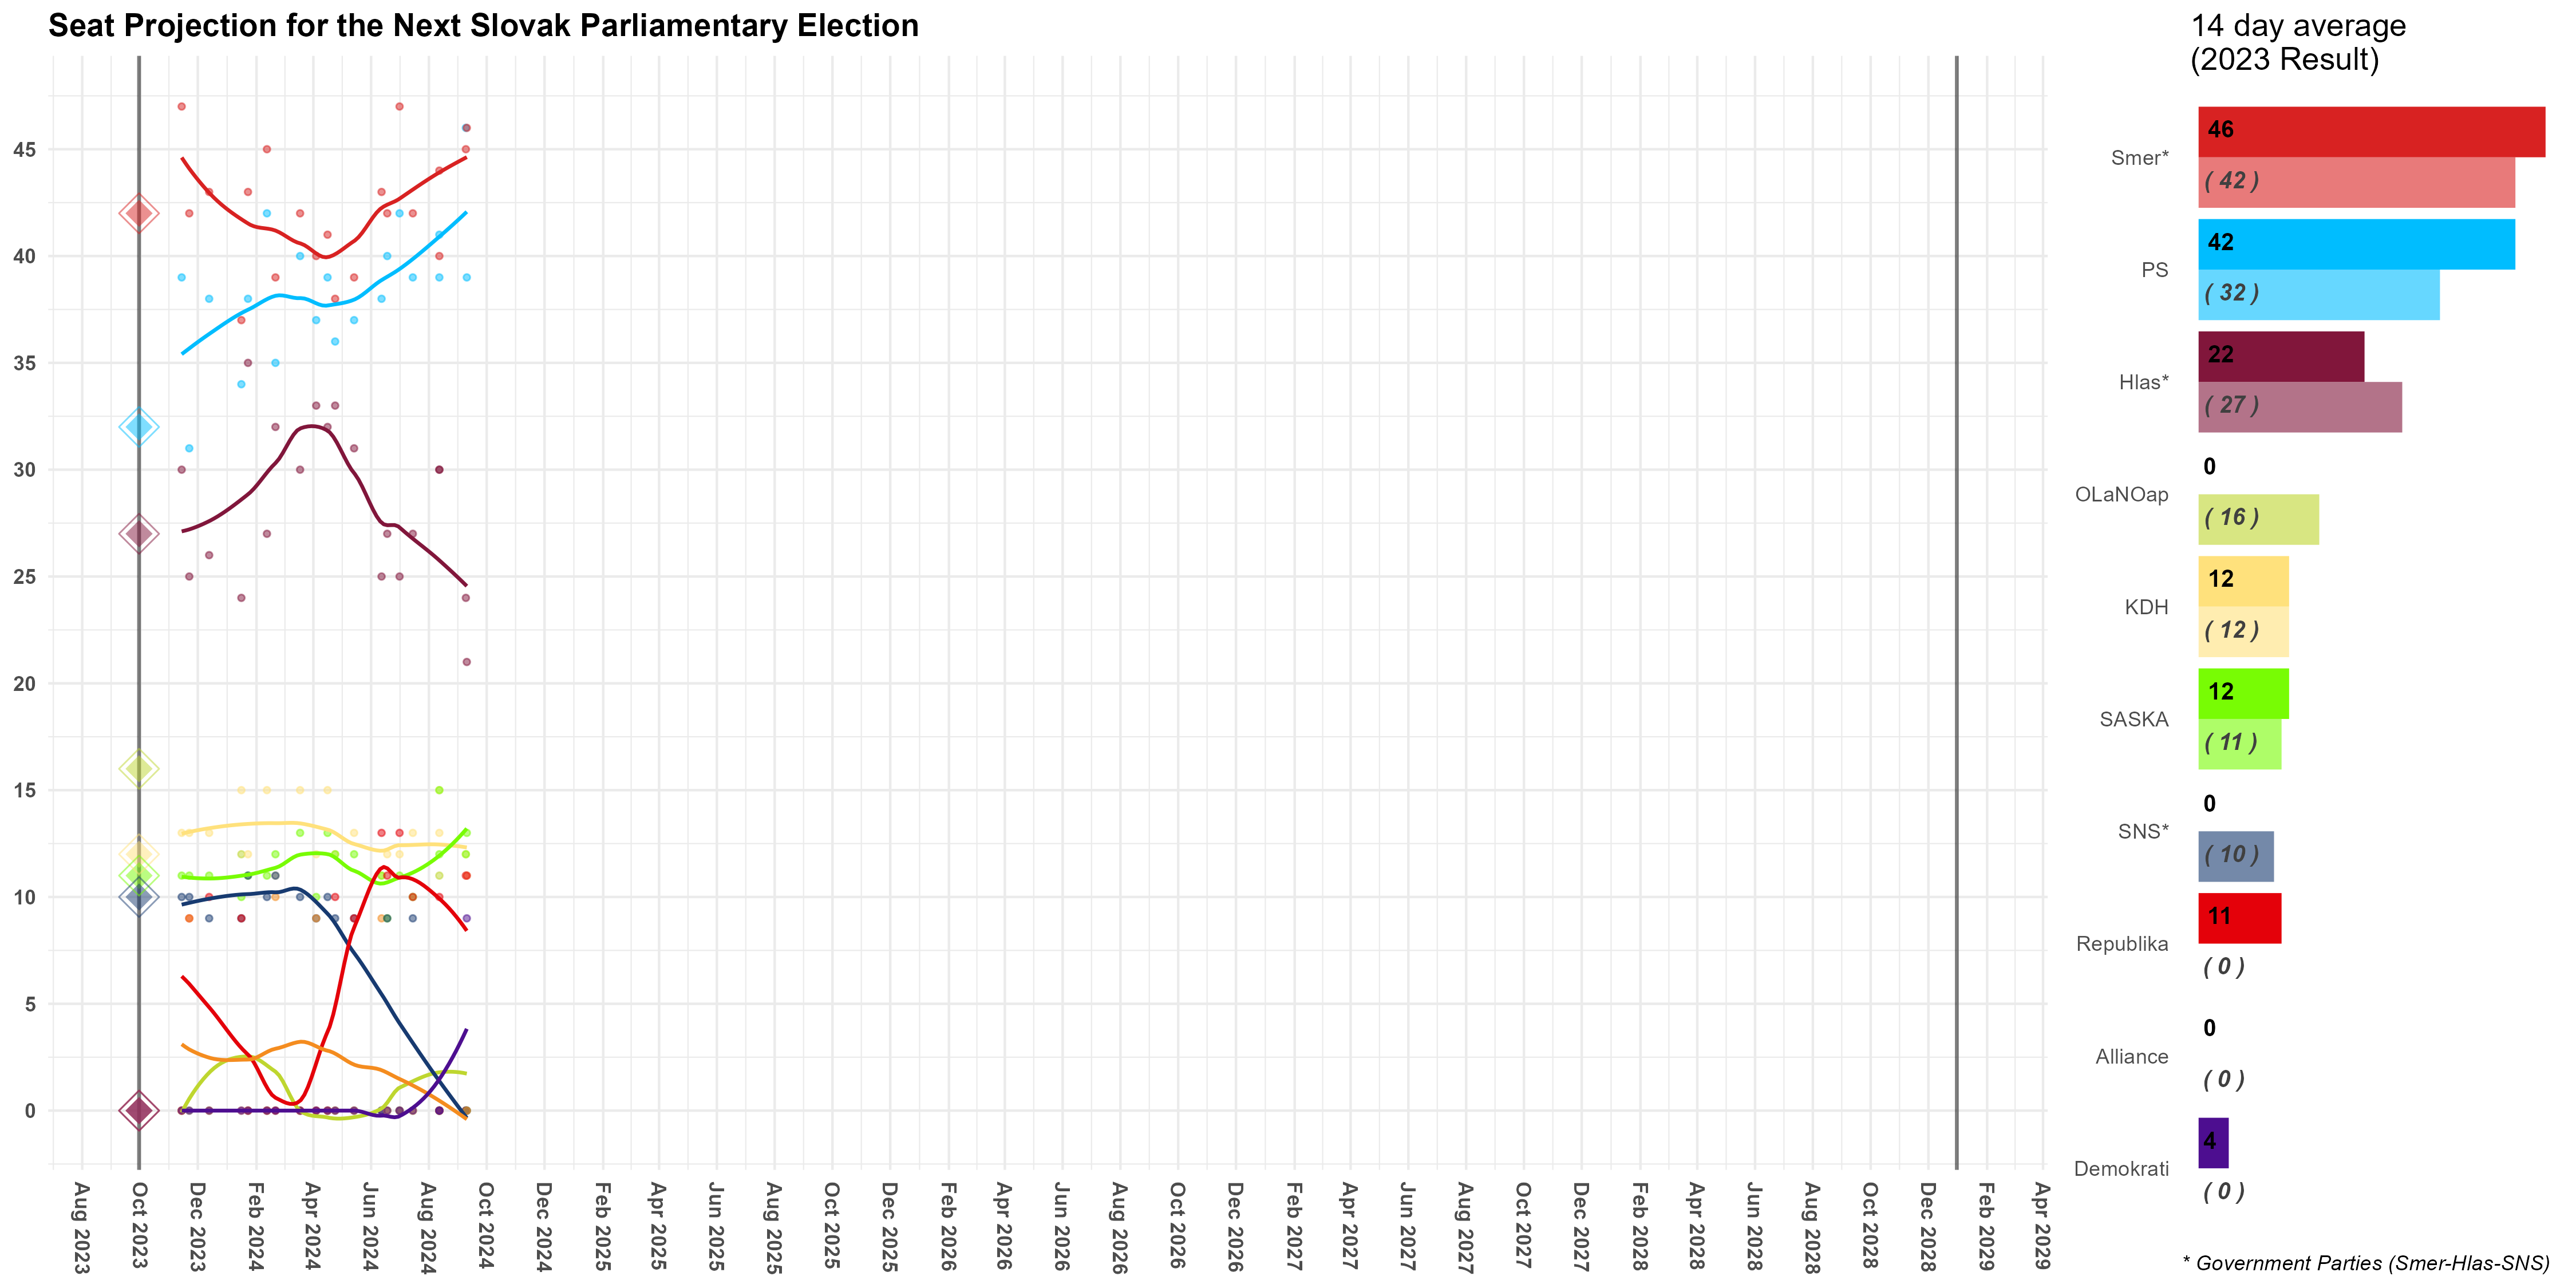 Seat Projection for the Next Slovak Parliamentary Election
14 day average
(2023 Result)
45
40
35
30
25
20
15
10
5
0
Aug 2023
Oct 2023
Dec 2023
Feb 2024
Apr 2024
Jun 2024
Aug 2024
Oct 2024
Dec 2024
Feb 2025
Apr 2025
Jun 2025
Aug 2025
Oct 2025
Dec 2025
Feb 2026
Apr 2026
Jun 2026
Aug 2026
Oct 2026
Dec 2026
Feb 2027
Apr 2027
Jun 2027
Aug 2027
Oct 2027
Dec 2027
Feb 2028
Apr 2028
Jun 2028
Aug 2028
Oct 2028
Dec 2028
Feb 2029
Apr 2029
46
Smer*
( 42 )
42
PS
( 32 )
22
Hlas*
( 27 )
0
OLaNOap
( 16 )
12
KDH
( 12 )
12
SASKA
( 11 )
0
SNS*
( 10 )
11
Republika
( 0 )
0
Alliance
( 0 )
4
Demokrati
( 0 )
* Government Parties (Smer-Hlas-SNS)